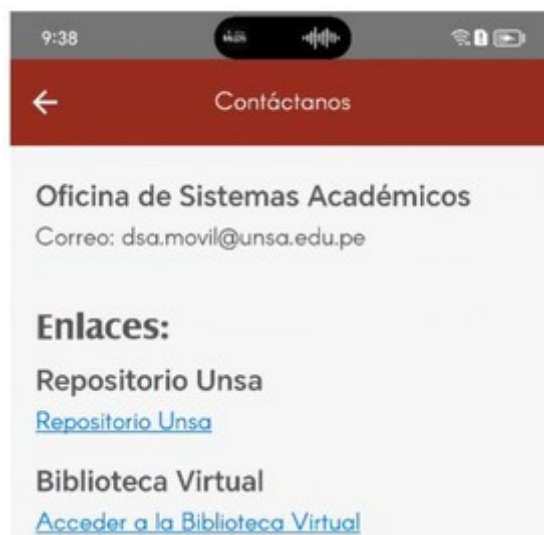 9:38
Contáctanos
Oficina de Sistemas Académicos
Correo: dsa.movil@unsa.edu.pe
Enlaces:
Repositorio Unsa
Repositorio Unsa
Biblioteca Virtual
Acceder a la Biblioteca Virtual